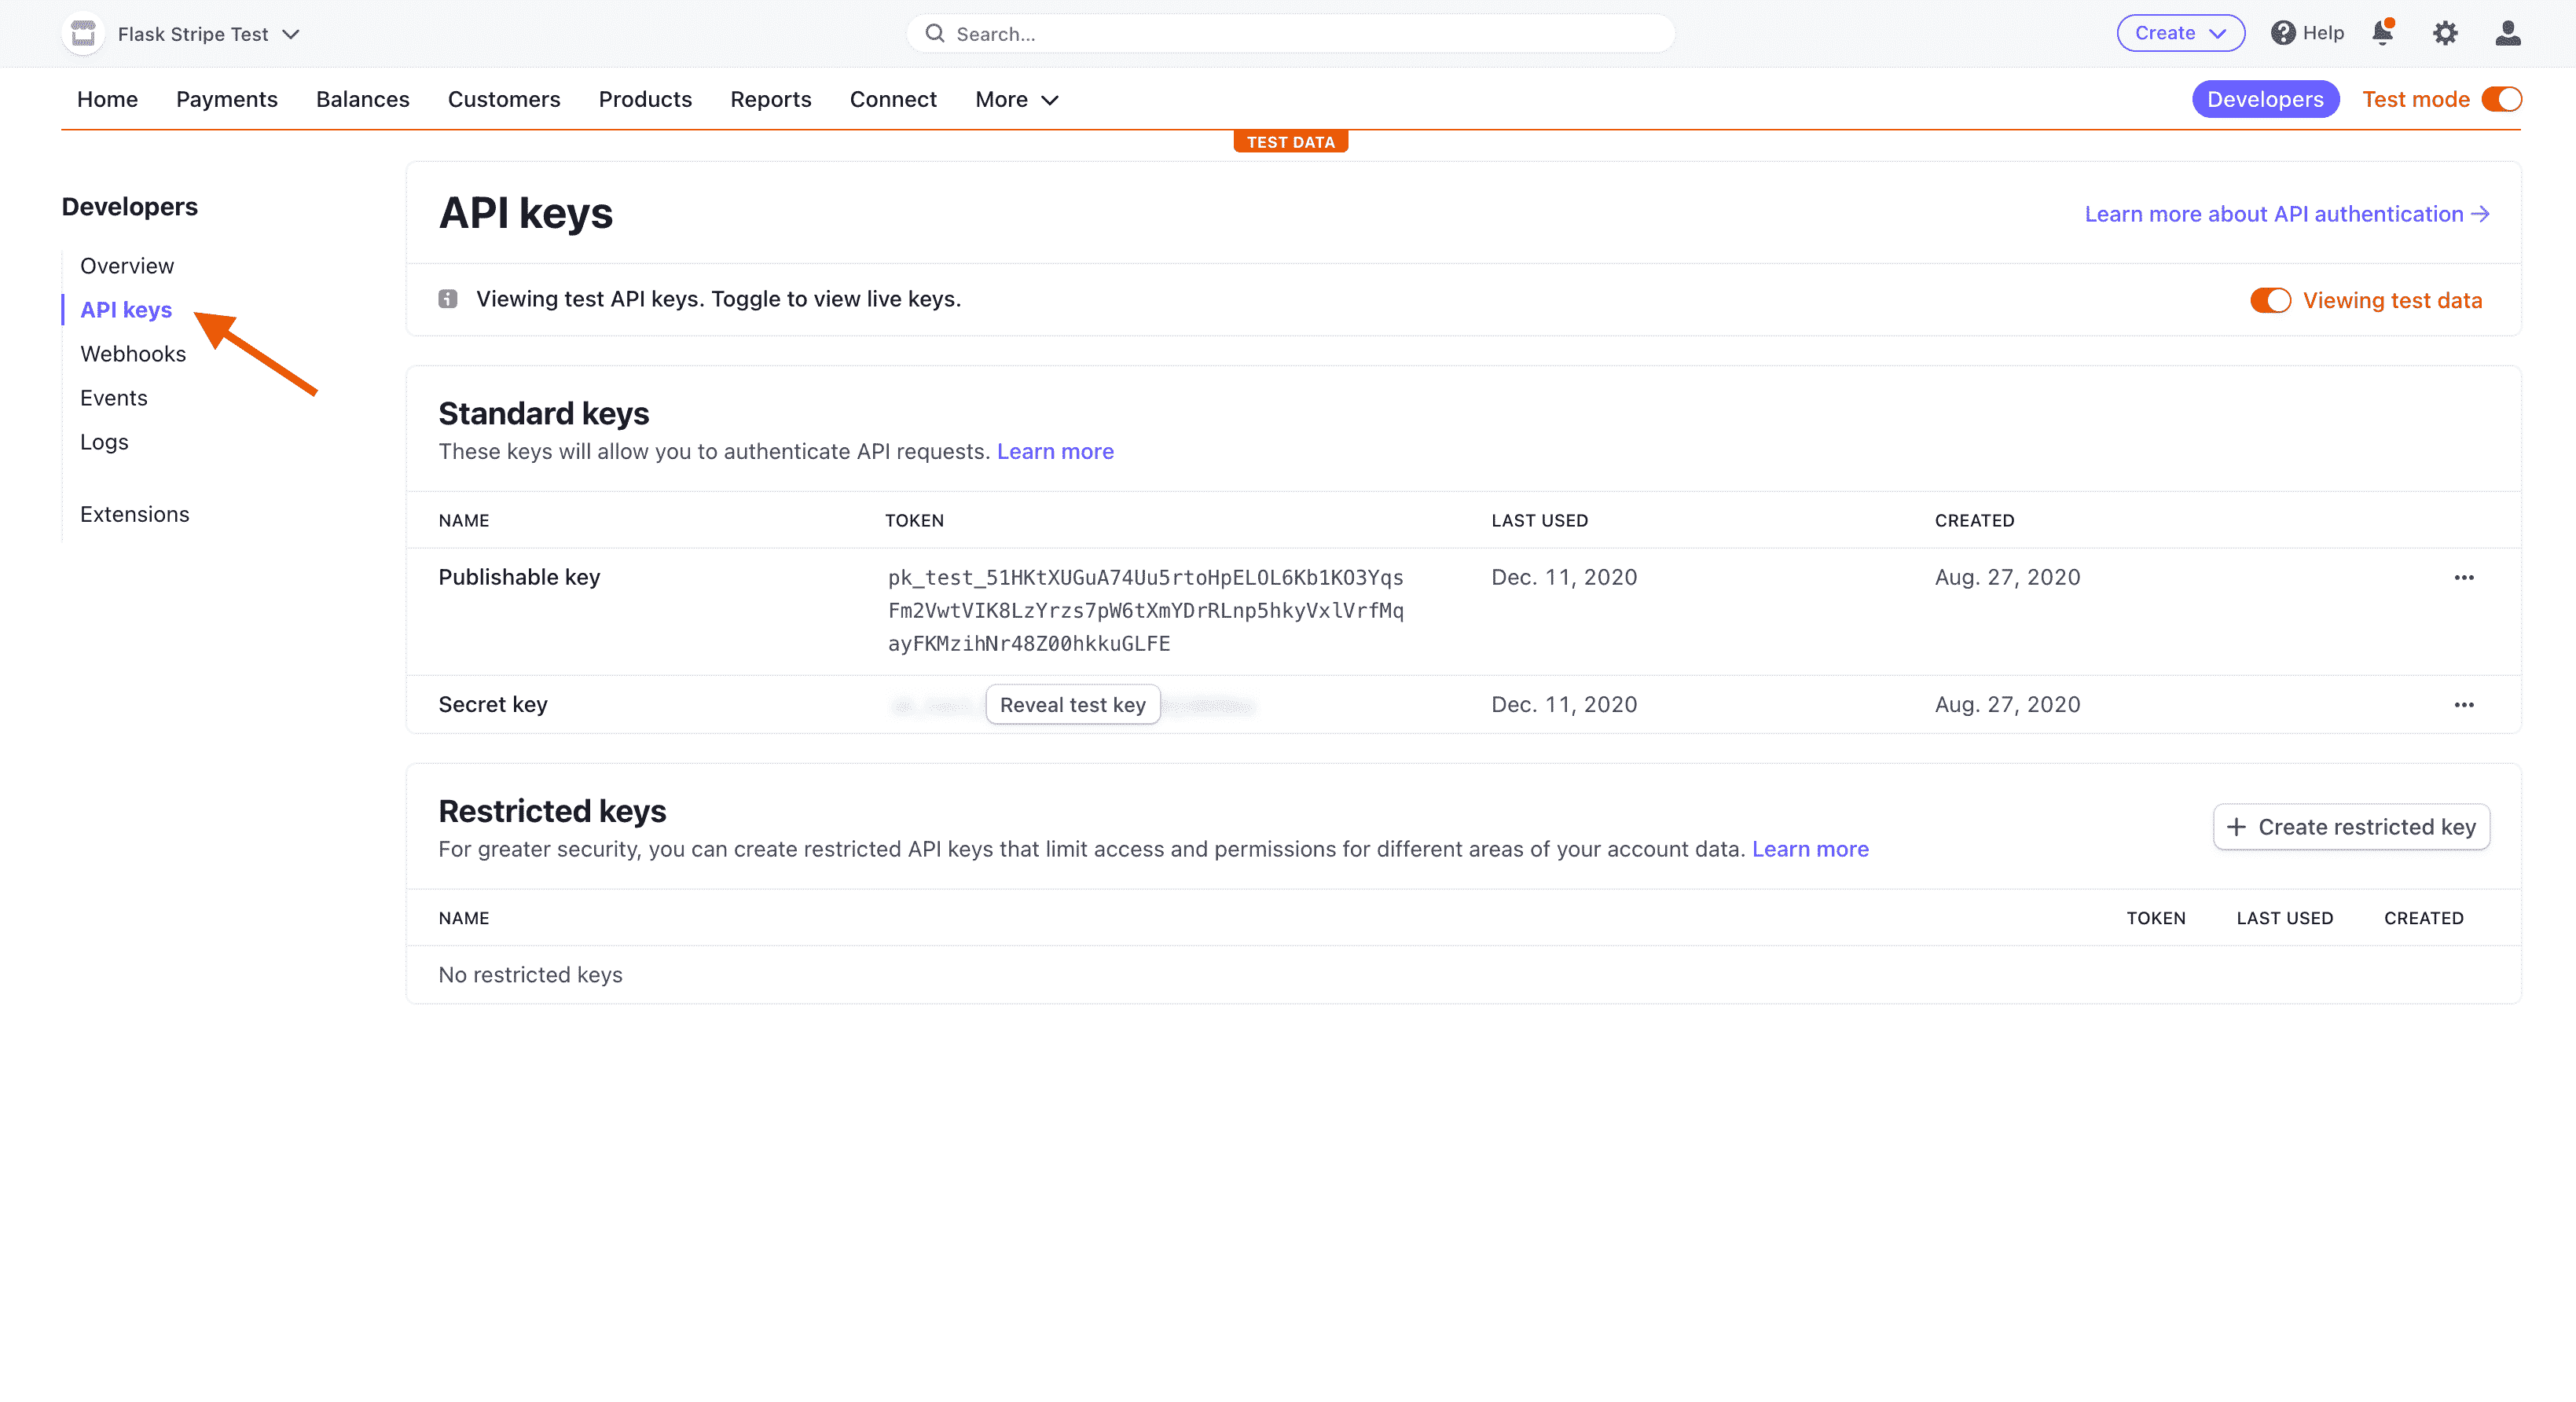 Flask Stripe Test
Search...
Create
Help
Home Payments Balances Customers Products Reports Connect More
Developers
Test mode
TEST DATA
Developers
Overview
API keys
Webhooks
Events
Logs
Extensions
API keys
Learn more about API authentication →
Viewing test API keys. Toggle to view live keys.
Viewing test data
Standard keys
These keys will allow you to authenticate API requests. Learn more
NAME TOKEN LAST USED CREATED
Publishable key pk_test_51HKtXUGuA74Uu5rtoHpELOL6Kb1KO3Yqs Dec. 11, 2020 Aug. 27, 2020
Fm2VwtVIK8LzYrzs7pW6tXmYDrRLnp5hkyVxlVrfMq
ayFKMzihNr48Z00hkkuGLFE
Secret key Reveal test key Dec. 11, 2020 Aug. 27, 2020
Restricted keys
For greater security, you can create restricted API keys that limit access and permissions for different areas of your account data. Learn more
+ Create restricted key
NAME TOKEN LAST USED CREATED
No restricted keys